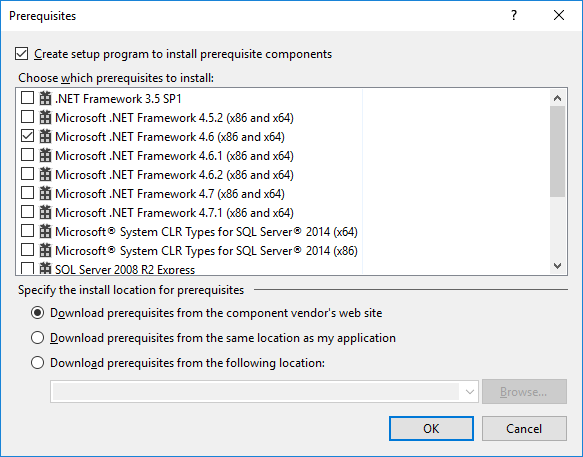 Prerequisites
?
Create setup program to install prerequisite components
Choose which prerequisites to install:
.NET Framework 3.5 SP1
Microsoft .NET Framework 4.5.2 (x86 and x64)
Microsoft .NET Framework 4.6 (x86 and x64)
Microsoft .NET Framework 4.6.1 (x86 and x64)
Microsoft .NET Framework 4.6.2 (x86 and x64)
Microsoft .NET Framework 4.7 (x86 and x64)
Microsoft .NET Framework 4.7.1 (x86 and x64)
Microsoft® System CLR Types for SQL Server® 2014 (x64)
Microsoft® System CLR Types for SQL Server® 2014 (x86)
SQL Server 2008 R2 Express
Specify the install location for prerequisites
Download prerequisites from the component vendor's web site
Download prerequisites from the same location as my application
Download prerequisites from the following location:
Browse...
OK Cancel